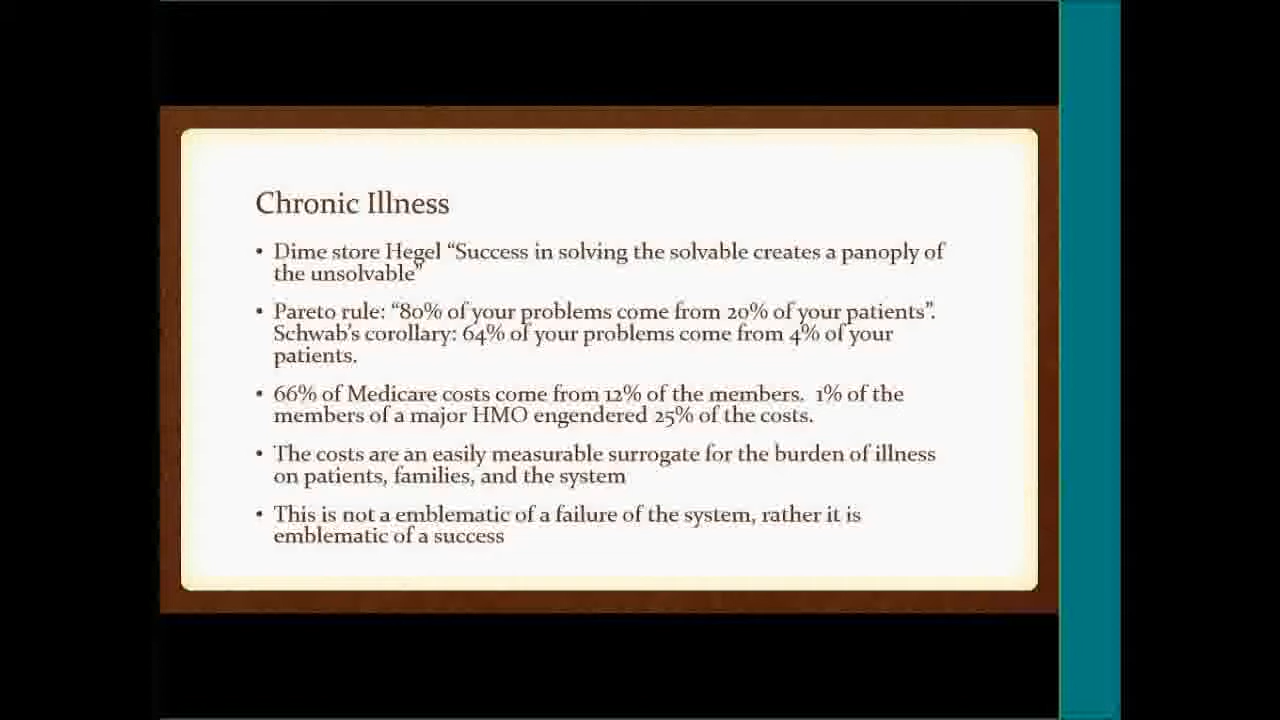 Chronic Illness
• Dime store Hegel “Success in solving the solvable creates a panoply of
the unsolvable”
• Pareto rule: “80% of your problems come from 20% of your patients”.
Schwab’s corollary: 64% of your problems come from 4% of your
patients.
• 66% of Medicare costs come from 12% of the members.  1% of the
members of a major HMO engendered 25% of the costs.
• The costs are an easily measurable surrogate for the burden of illness
on patients, families, and the system
• This is not a emblematic of a failure of the system, rather it is
emblematic of a success